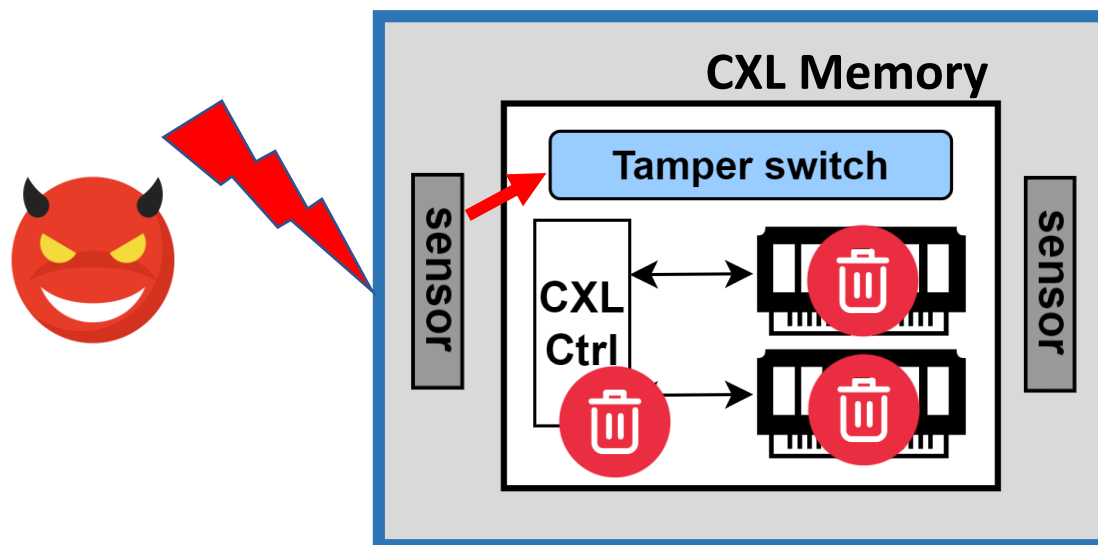 CXL Memory
Tamper switch
sensor
CXL
Ctrl
sensor